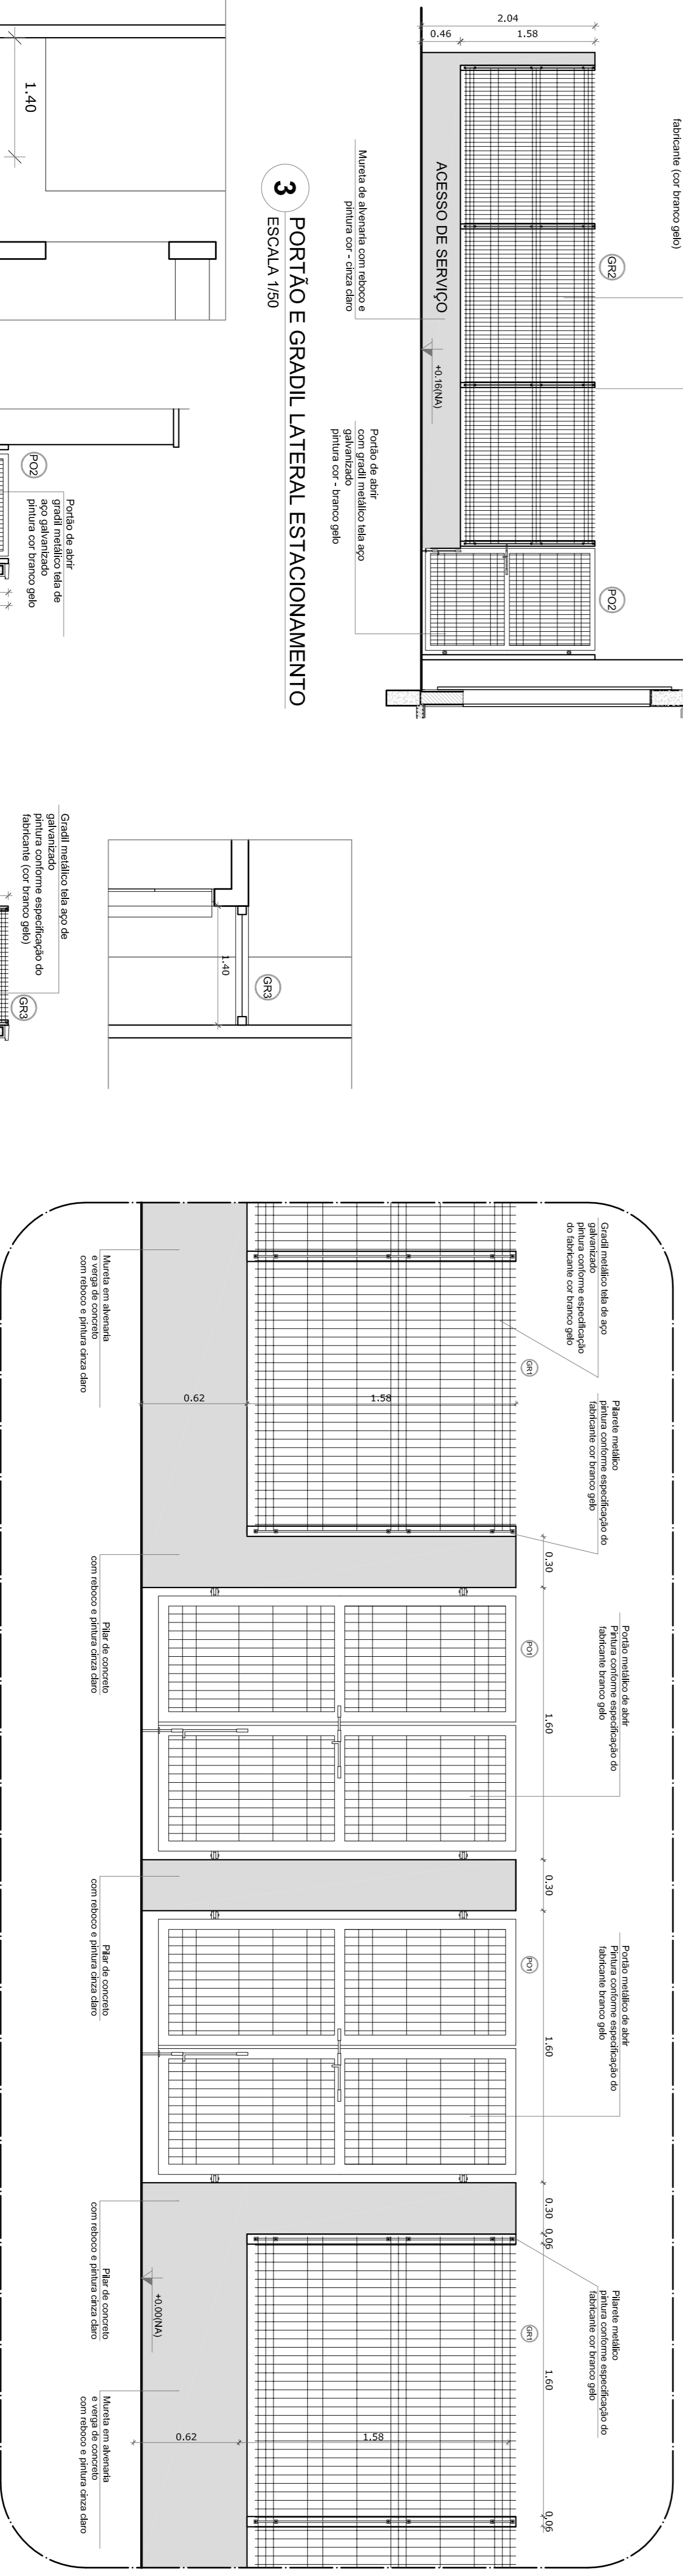 fabricante (cor branco gelo)
GR2
PO2
2.04
0.46
1.58
ACESSO DE SERVIÇO
+0.16(NA)
Mureta de alvenaria com reboco e
pintura cor - cinza claro
Portão de abrir
com gradil metálico tela aço
galvanizado
pintura cor - branco gelo
3
PORTÃO E GRADIL LATERAL ESTACIONAMENTO
ESCALA 1/50
1.40
PO2
Portão de abrir
gradil metálico tela de
aço galvanizado
pintura cor branco gelo
1.40
GR3
Gradil metálico tela aço de
galvanizado
pintura conforme especificação do
fabricante (cor branco gelo)
GR3
Gradil metálico tela de aço
galvanizado
pintura conforme especificação
do fabricante cor branco gelo
Pilarete metálico
pintura conforme especificação do
fabricante cor branco gelo
Portão metálico de abrir
Pintura conforme especificação do
fabricante branco gelo
Portão metálico de abrir
Pintura conforme especificação do
fabricante branco gelo
Pilarete metálico
pintura conforme especificação do
fabricante cor branco gelo
GR1
PO1
PO1
GR1
0.30
1.60
0.30
1.60
0.30
0.06
1.60
0.06
0.62
1.58
0.62
1.58
+0.00(NA)
Mureta em alvenaria
e verga de concreto
com reboco e pintura cinza claro
Pilar de concreto
com reboco e pintura cinza claro
Pilar de concreto
com reboco e pintura cinza claro
Pilar de concreto
com reboco e pintura cinza claro
Mureta em alvenaria
e verga de concreto
com reboco e pintura cinza claro